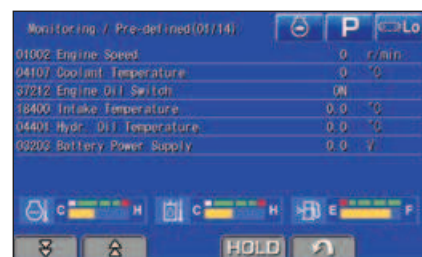 Monitoring / Pre-defined(01/14)
P
Lo
01002 Engine Speed 0 r/min
04107 Coolant Temperature 0 °C
37212 Engine Oil Switch ON
18400 Intake Temperature 0.0 °C
04401 Hydr. Oil Temperature 0.0 °C
03203 Battery Power Supply 0.0 V
C H C H E F
HOLD